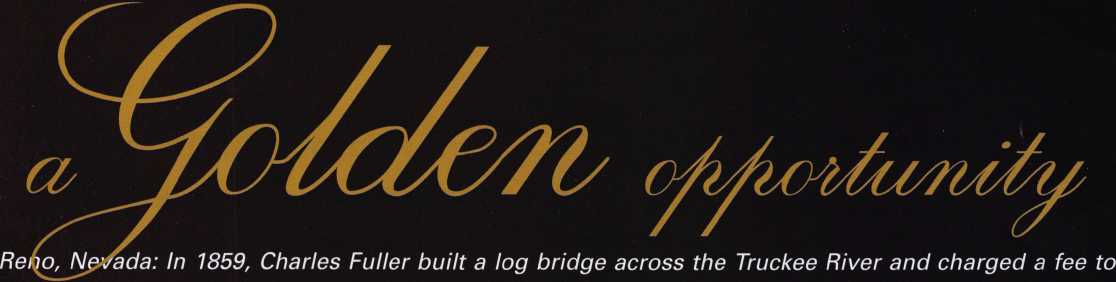 a Golden opportunity
Reno, Nevada: In 1859, Charles Fuller built a log bridge across the Truckee River and charged a fee to